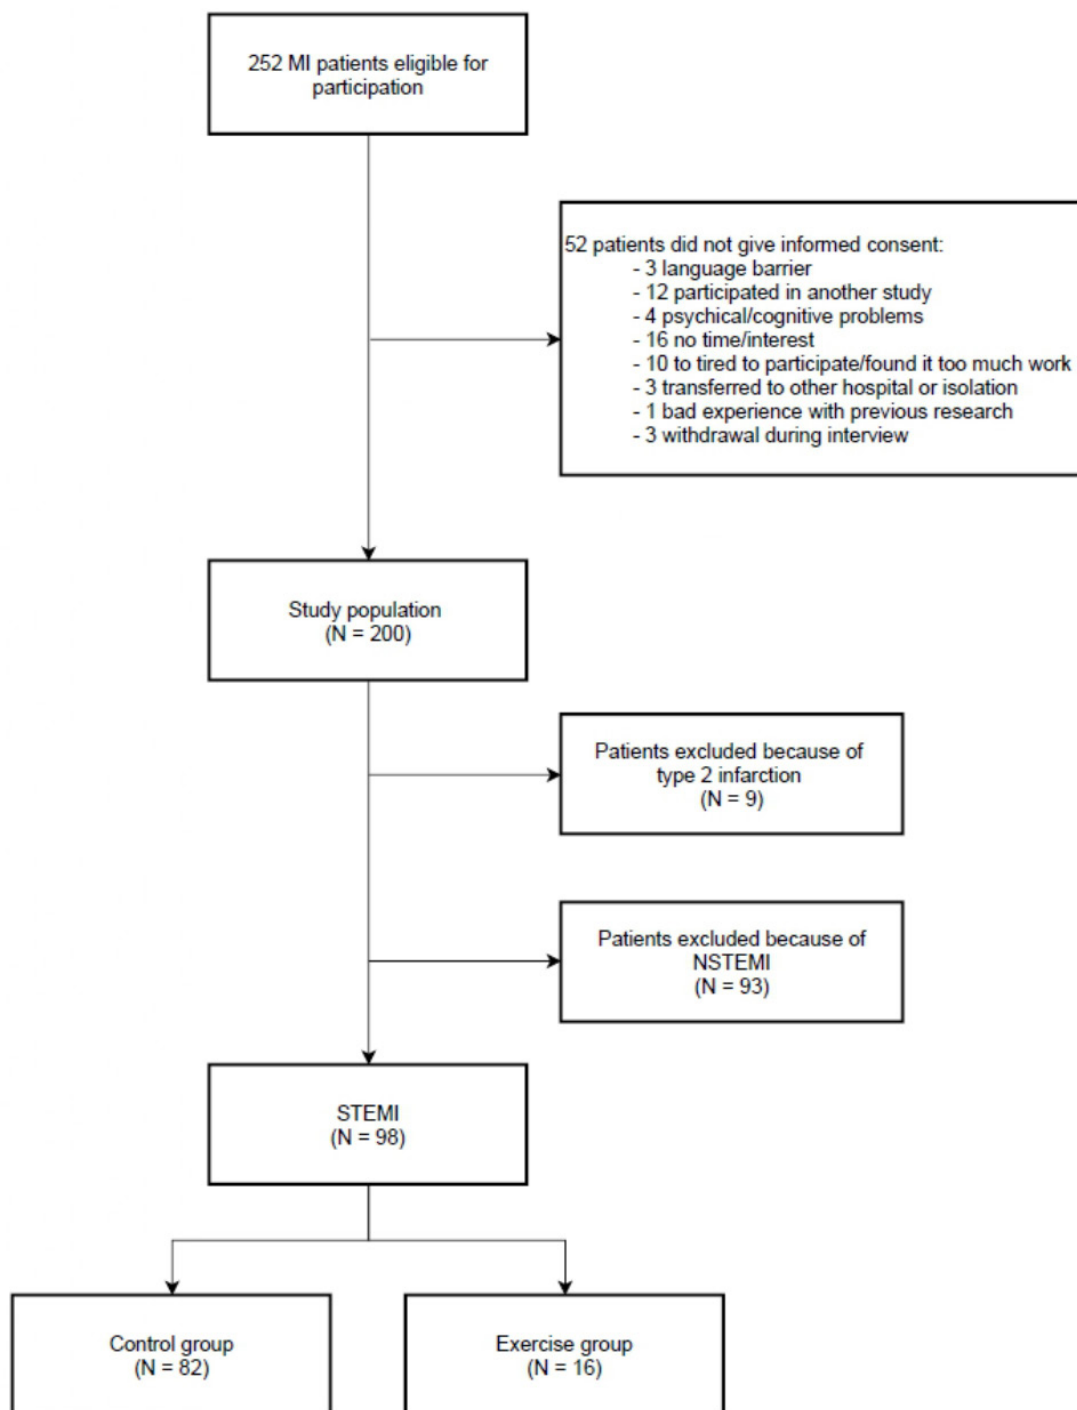 252 MI patients eligible for
participation
52 patients did not give informed consent:
- 3 language barrier
- 12 participated in another study
- 4 psychical/cognitive problems
- 16 no time/interest
- 10 to tired to participate/found it too much work
- 3 transferred to other hospital or isolation
- 1 bad experience with previous research
- 3 withdrawal during interview
Study population
(N = 200)
Patients excluded because of
type 2 infarction
(N = 9)
Patients excluded because of
NSTEMI
(N = 93)
STEMI
(N = 98)
Control group
(N = 82)
Exercise group
(N = 16)